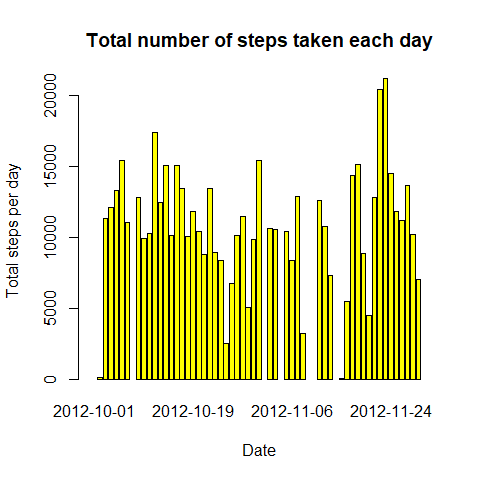 Total number of steps taken each day
Total steps per day
20000
15000
10000
5000
0
2012-10-01 2012-10-19 2012-11-06 2012-11-24
Date